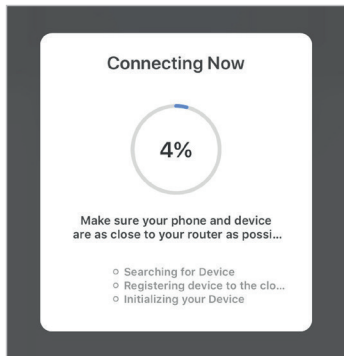 Connecting Now
4%
Make sure your phone and device
are as close to your router as possi...
Searching for Device
Registering device to the clo...
Initializing your Device